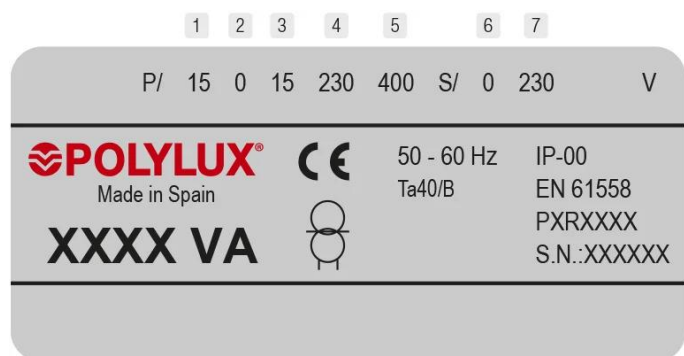 1 2 3 4 5 6 7
P/ 15 0 15 230 400 S/ 0 230 V
POLYLUX®
Made in Spain
XXXX VA
CE
50 - 60 Hz
Ta40/B
IP-00
EN 61558
PXRXXXX
S.N.:XXXXXX